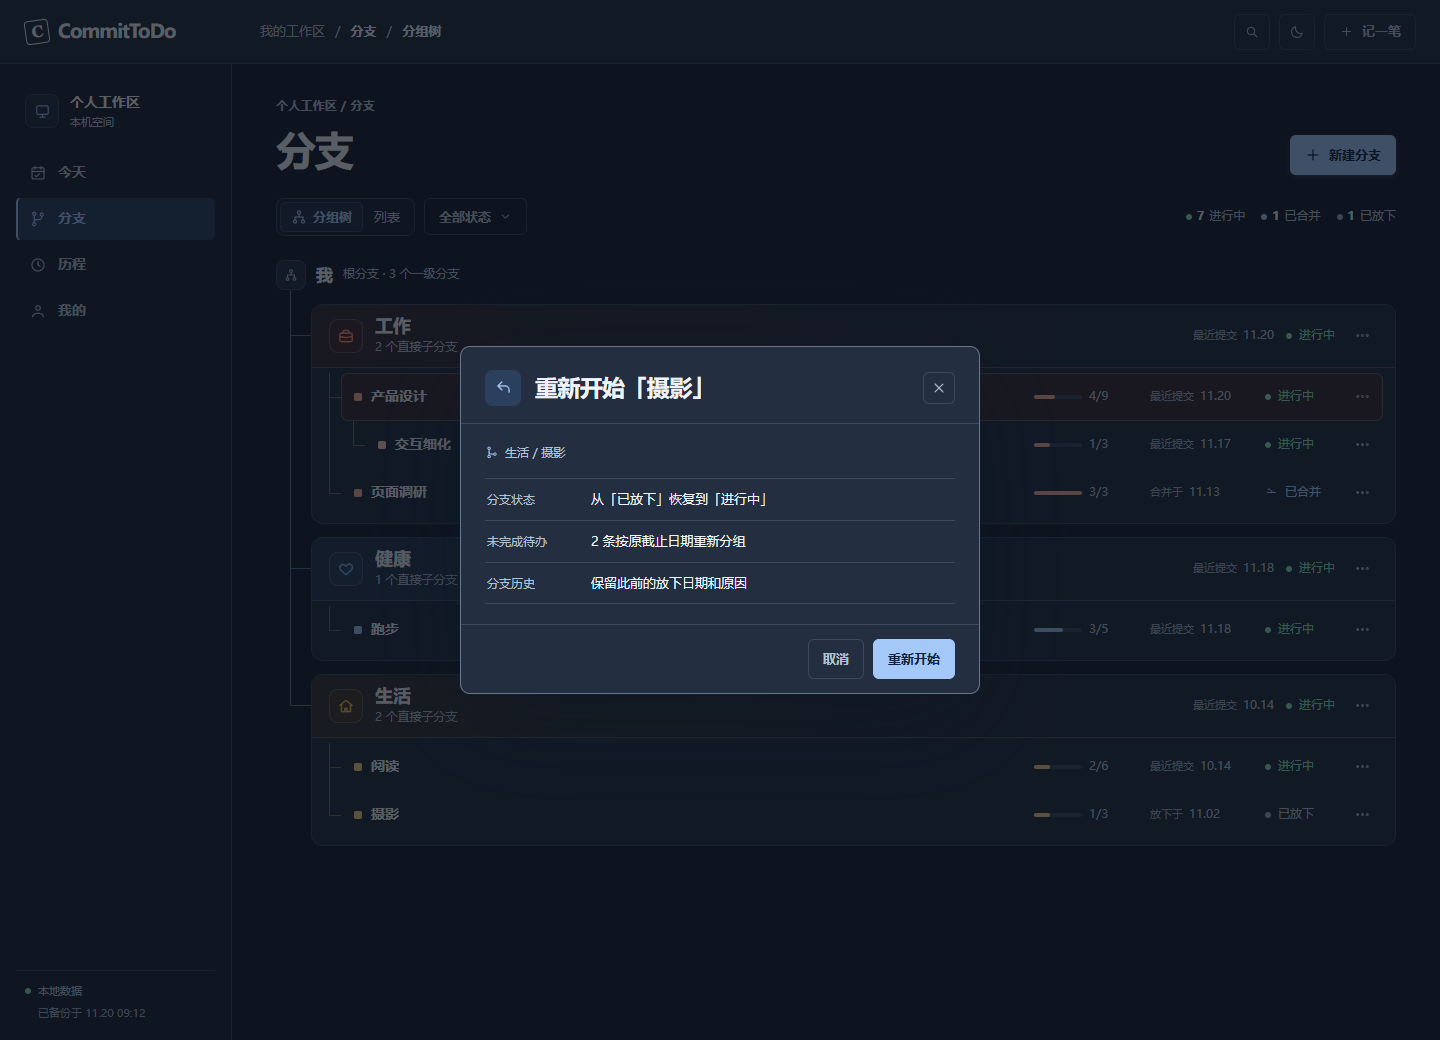 C CommitToDo
我的工作区 / 分支 / 分组树
记一笔
个人工作区
本机空间
今天
分支
历程
我的
本地数据
已备份于 11.20 09:12
个人工作区 / 分支
分支
新建分支
分组树 列表 全部状态
7 进行中 1 已合并 1 已放下
我 根分支 · 3 个一级分支
工作
2 个直接子分支
最近提交 11.20 进行中
产品设计 4/9 最近提交 11.20 进行中
交互细化 1/3 最近提交 11.17 进行中
页面调研 3/3 合并于 11.13 已合并
健康
1 个直接子分支
最近提交 11.18 进行中
跑步 3/5 最近提交 11.18 进行中
生活
2 个直接子分支
最近提交 10.14 进行中
阅读 2/6 最近提交 10.14 进行中
摄影 1/3 放下于 11.02 已放下
重新开始「摄影」
生活 / 摄影
分支状态 从「已放下」恢复到「进行中」
未完成待办 2 条按原截止日期重新分组
分支历史 保留此前的放下日期和原因
取消 重新开始